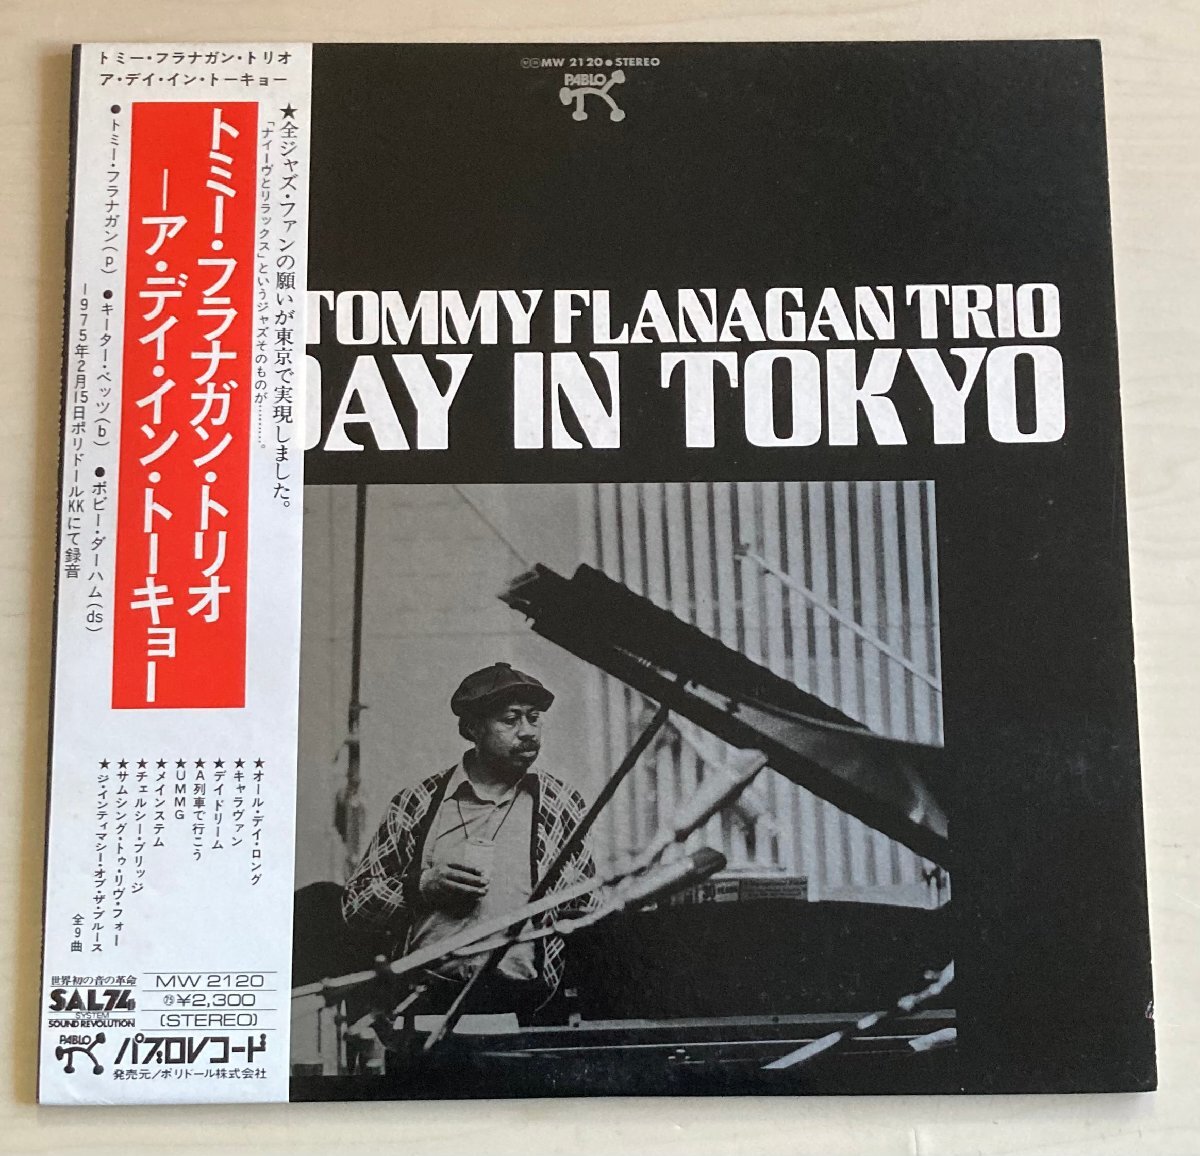 トミー・フラナガン・トリオ
ア・デイ・イン・トーキョー
★全ジャズ・ファンの願いが東京で実現しました。
「ナイーヴとリラックス」というジャズそのものが…………。
トミー・フラナガン・トリオ
ーア・デイ・イン・トーキョー
●トミー・フラナガン(p) ●キーター・ベッツ(b) ●ボビー・ダーハム(ds)
1975年2月15日ポリドールKKにて録音
★オール・デイ・ロング
★キャラヴァン
★デイドリーム
★A列車で行こう
★UMMG
★メインステム
★チェルシー・ブリッジ
★サムシング・トゥ・リヴ・フォー
★ジ・インティマシー・オブ・ザ・ブルース
全9曲
世界初の音の革命
SAL74
SYSTEM
SOUND REVOLUTION
MW 2120
㉕¥2,300
(STEREO)
PABLO
パブロレコード
発売元/ポリドール株式会社
MW 2120●STEREO
PABLO
TOMMY FLANAGAN TRIO
DAY IN TOKYO